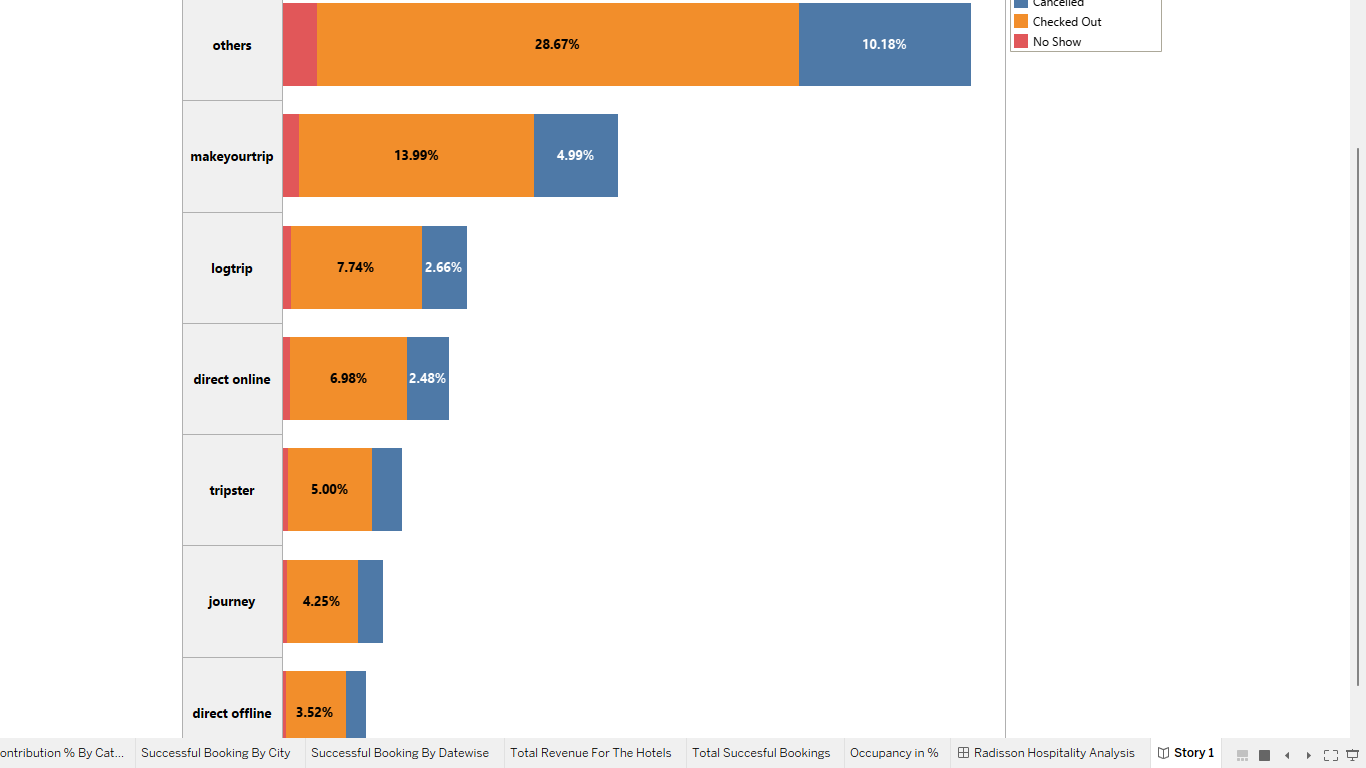 Cancelled
Checked Out
No Show
others 28.67% 10.18%
makeyourtrip 13.99% 4.99%
logtrip 7.74% 2.66%
direct online 6.98% 2.48%
tripster 5.00%
journey 4.25%
direct offline 3.52%
ontribution % By Cat... Successful Booking By City Successful Booking By Datewise Total Revenue For The Hotels Total Succesful Bookings Occupancy in % Radisson Hospitality Analysis Story 1